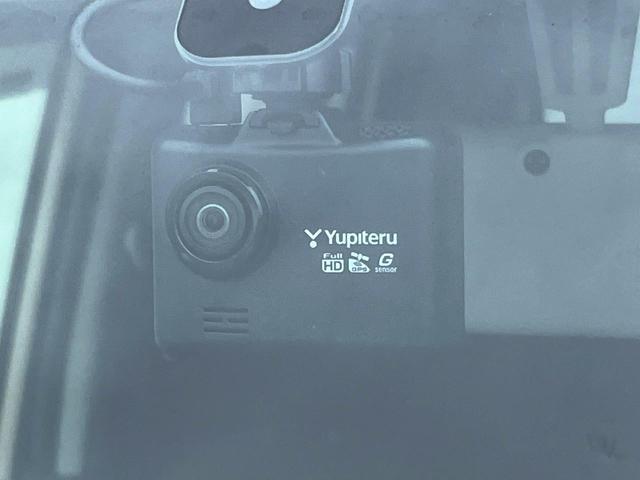 Yupiteru
Full HD GPS G sensor